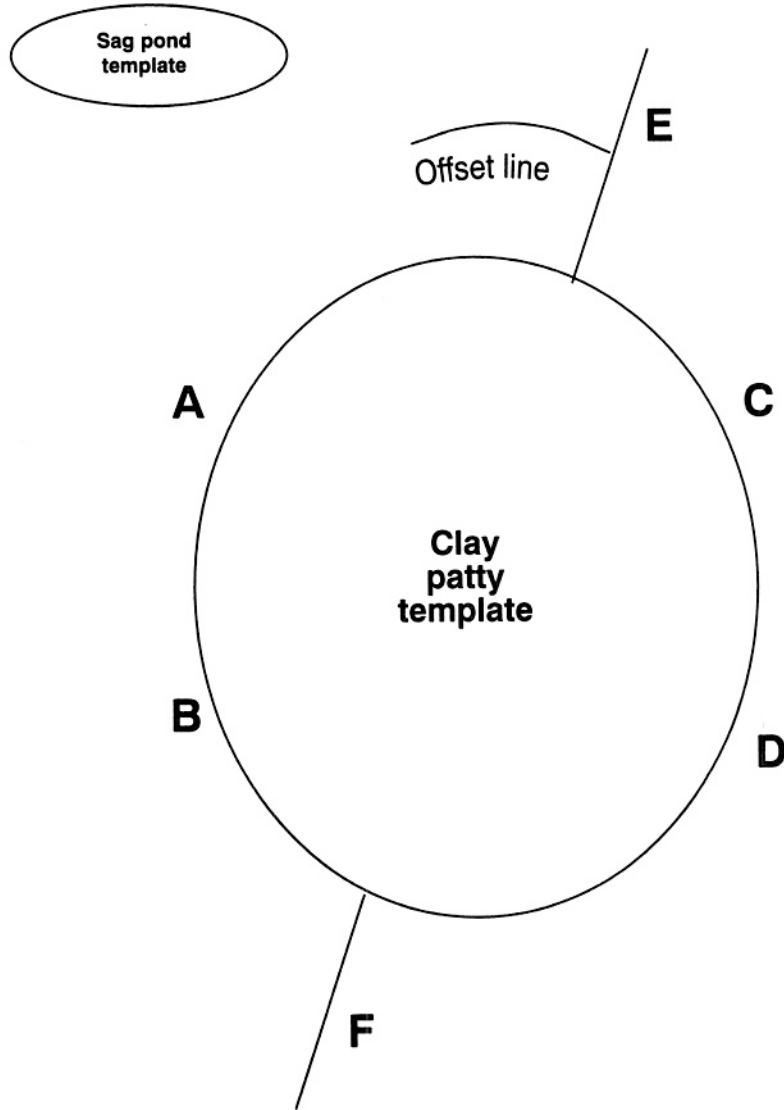 Sag pond
template
E
Offset line
A
C
Clay
patty
template
B
D
F